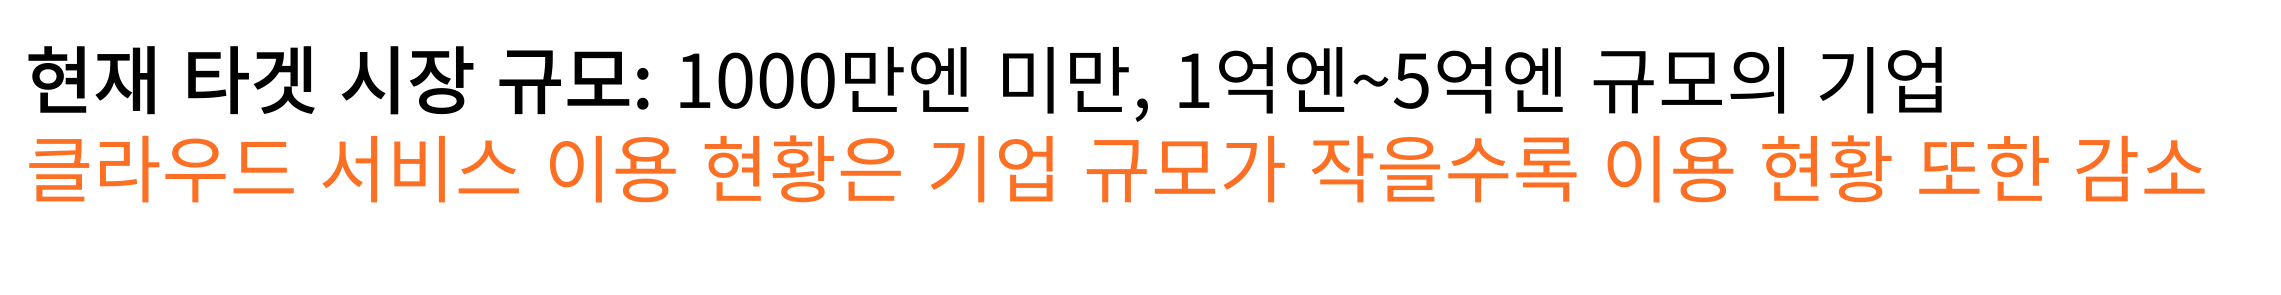 현재 타겟 시장 규모: 1000만엔 미만, 1억엔~5억엔 규모의 기업
클라우드 서비스 이용 현황은 기업 규모가 작을수록 이용 현황 또한 감소